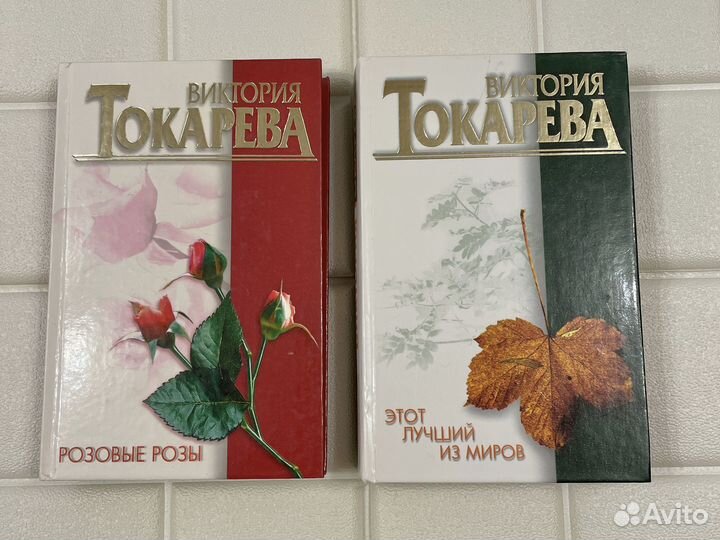 ВИКТОРИЯ
ТОКАРЕВА
РОЗОВЫЕ РОЗЫ
ВИКТОРИЯ
ТОКАРЕВА
ЭТОТ
ЛУЧШИЙ
ИЗ МИРОВ
Avito